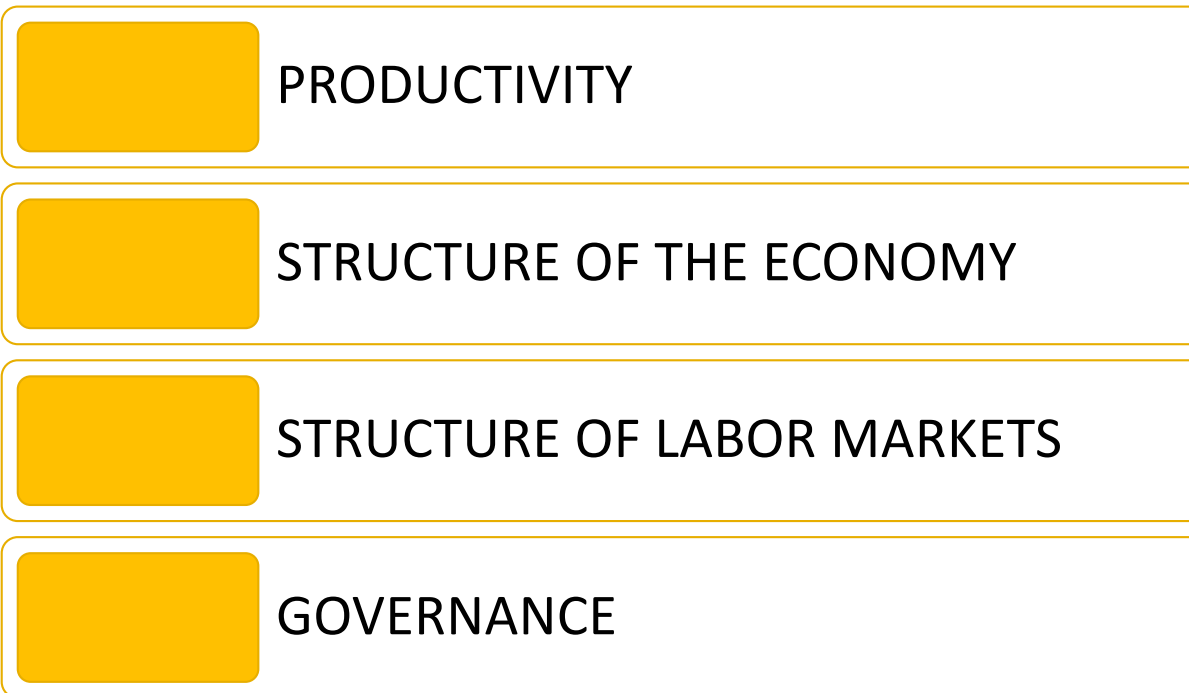 PRODUCTIVITY
STRUCTURE OF THE ECONOMY
STRUCTURE OF LABOR MARKETS
GOVERNANCE